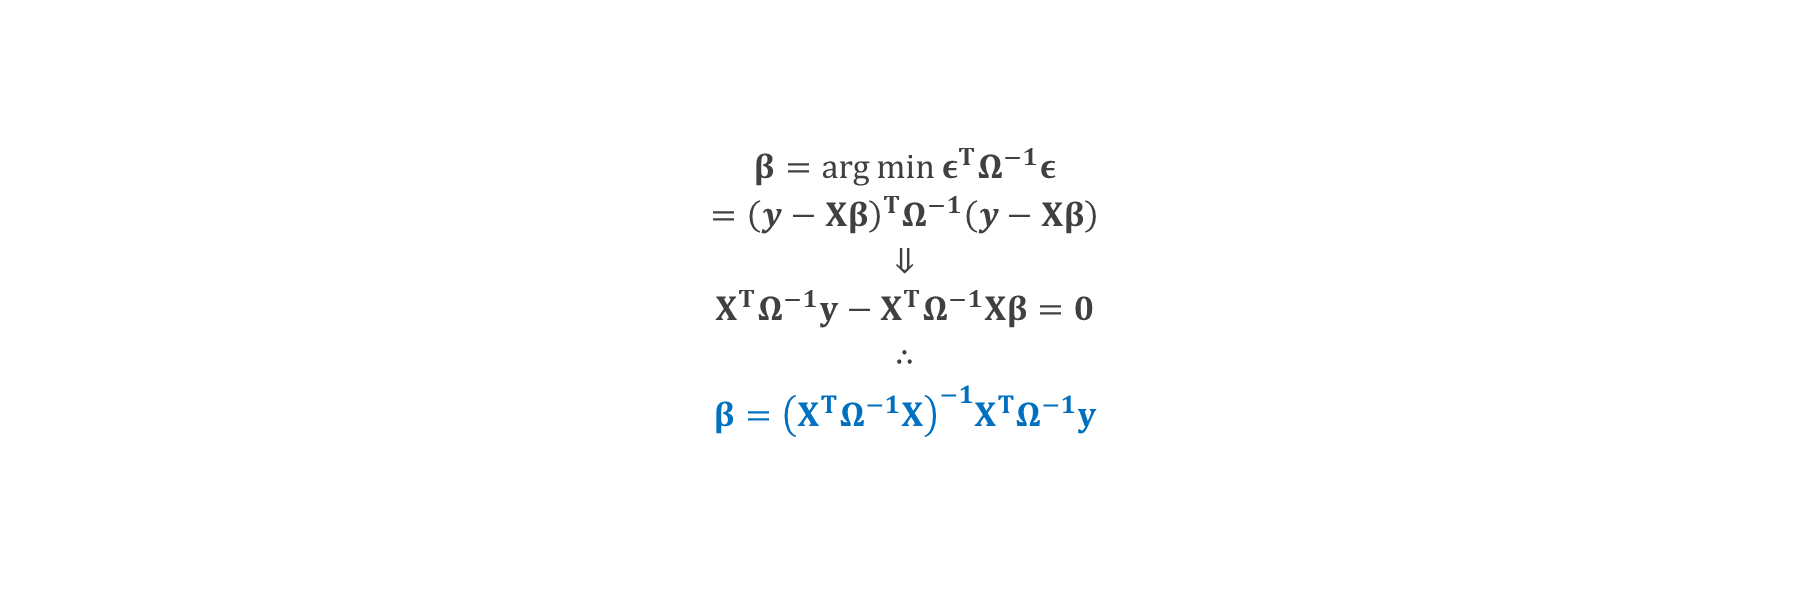 β = arg min ϵᵀΩ⁻¹ϵ
= (y − Xβ)ᵀΩ⁻¹(y − Xβ)
⇓
XᵀΩ⁻¹y − XᵀΩ⁻¹Xβ = 0
∴
β = (XᵀΩ⁻¹X)⁻¹XᵀΩ⁻¹y